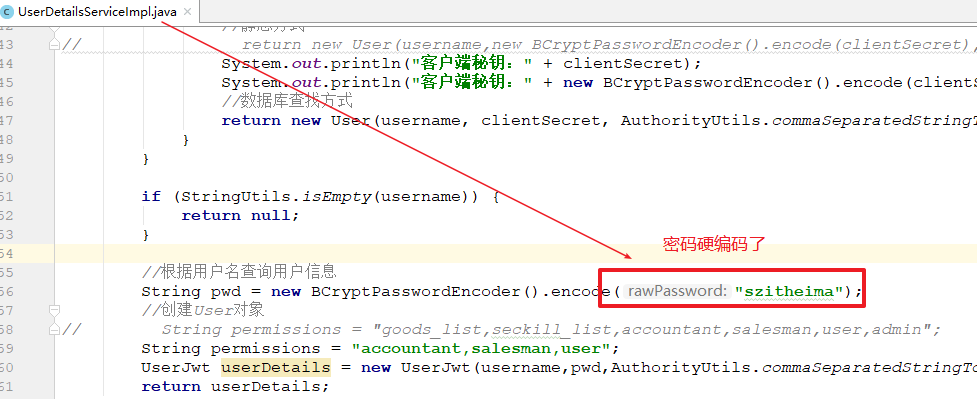 UserDetailsServiceImpl.java
//静态方式
43 // return new User(username,new BCryptPasswordEncoder().encode(clientSecret),
44 System.out.println("客户端秘钥：" + clientSecret);
45 System.out.println("客户端秘钥：" + new BCryptPasswordEncoder().encode(clientS
46 //数据库查找方式
47 return new User(username, clientSecret, AuthorityUtils.commaSeparatedStringTo
48 }
49 }
50
51 if (StringUtils.isEmpty(username)) {
52 return null;
53 }
54
密码硬编码了
55 //根据用户名查询用户信息
56 String pwd = new BCryptPasswordEncoder().encode( rawPassword: "szitheima");
57 //创建User对象
58 // String permissions = "goods_list,seckill_list,accountant,salesman,user,admin";
59 String permissions = "accountant,salesman,user";
60 UserJwt userDetails = new UserJwt(username,pwd,AuthorityUtils.commaSeparatedStringTo
61 return userDetails;